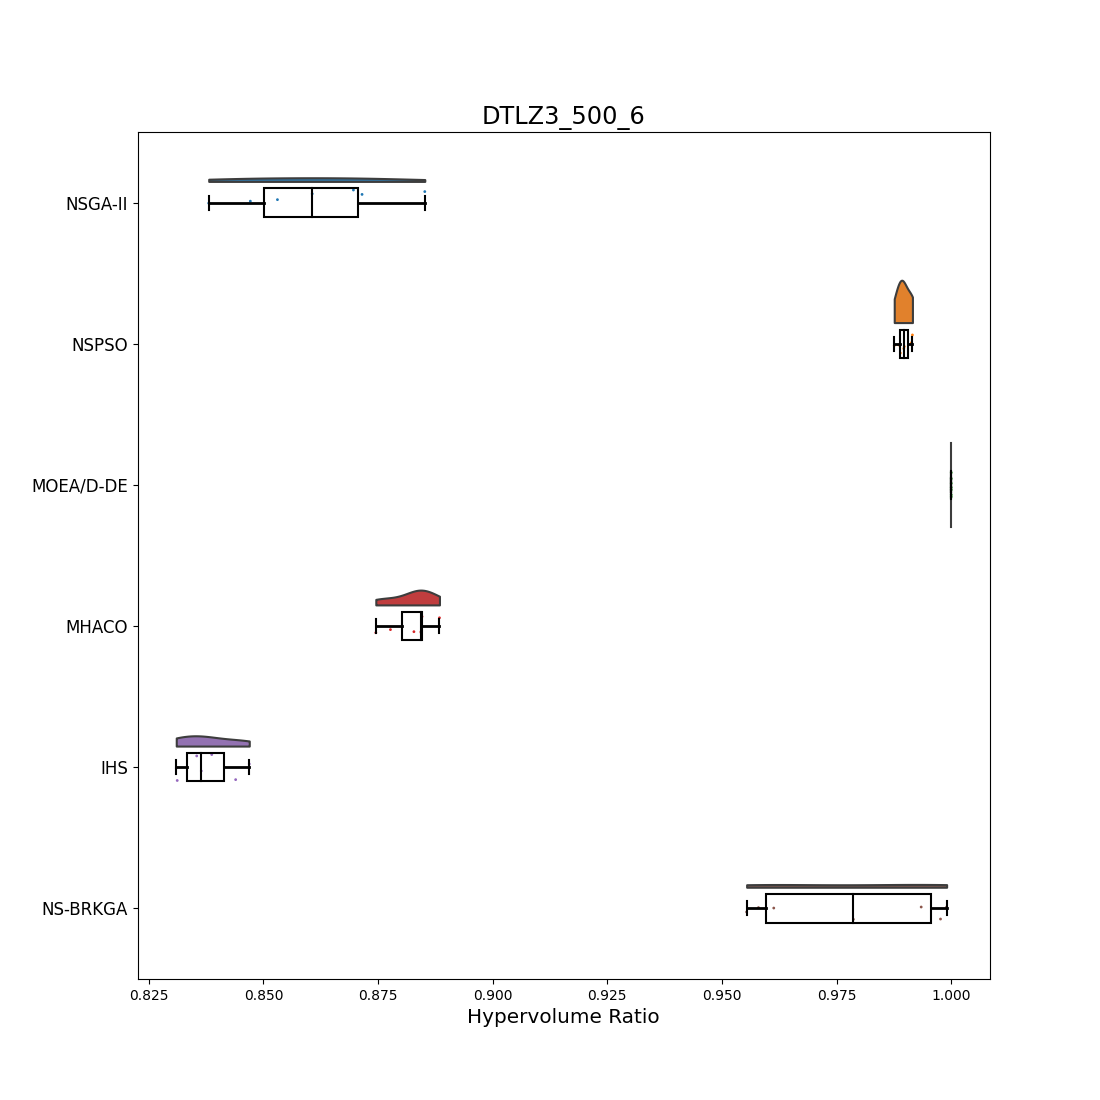 DTLZ3_500_6
NSGA-II
NSPSO
MOEA/D-DE
MHACO
IHS
NS-BRKGA
0.825 0.850 0.875 0.900 0.925 0.950 0.975 1.000
Hypervolume Ratio